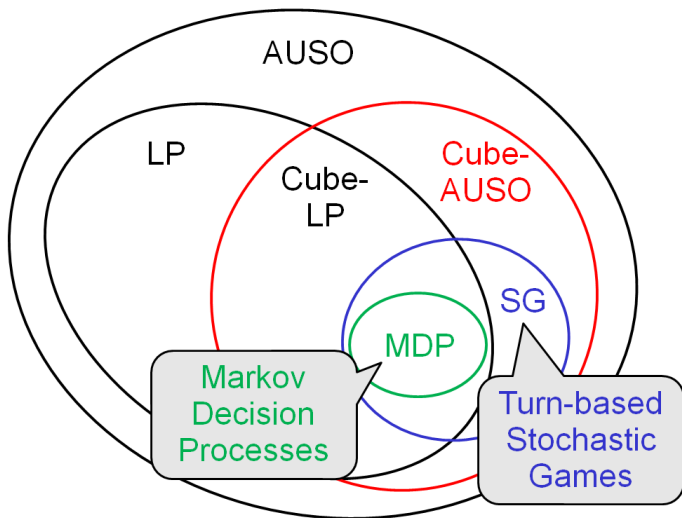 AUSO
LP
Cube-
LP
Cube-
AUSO
SG
MDP
Markov
Decision
Processes
Turn-based
Stochastic
Games